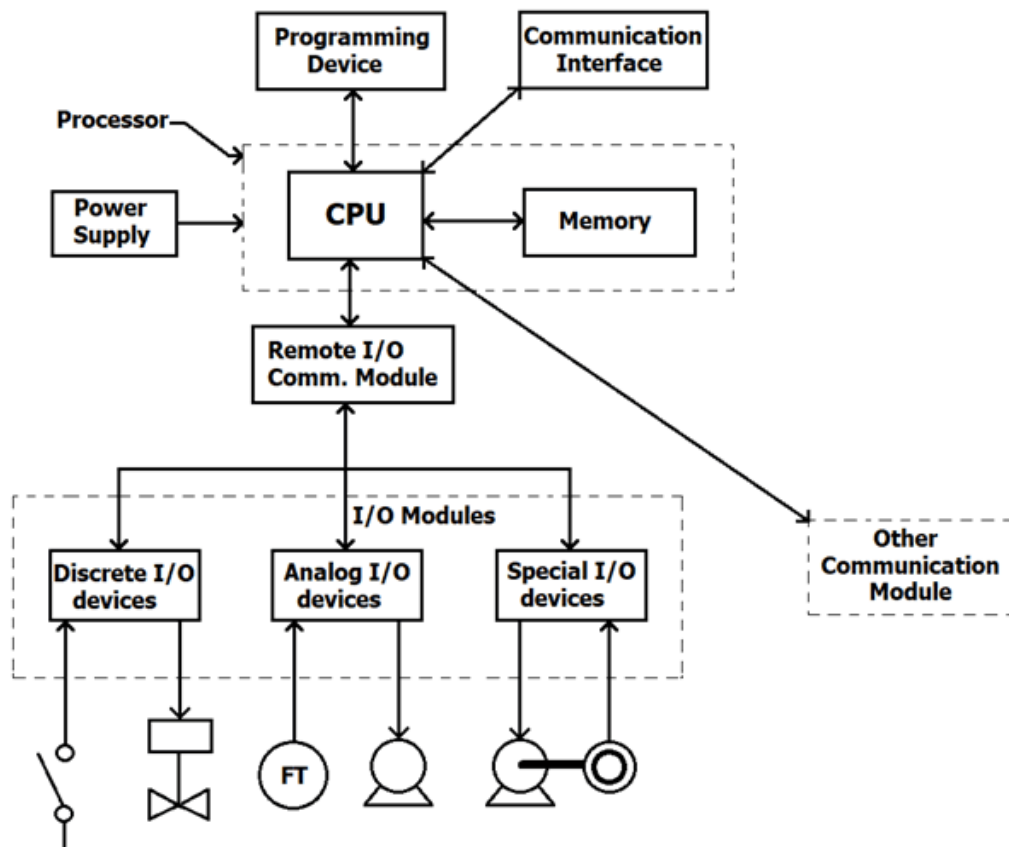 Programming
Device
Communication
Interface
Processor
Power
Supply
CPU
Memory
Remote I/O
Comm. Module
I/O Modules
Discrete I/O
devices
Analog I/O
devices
Special I/O
devices
Other
Communication
Module
FT